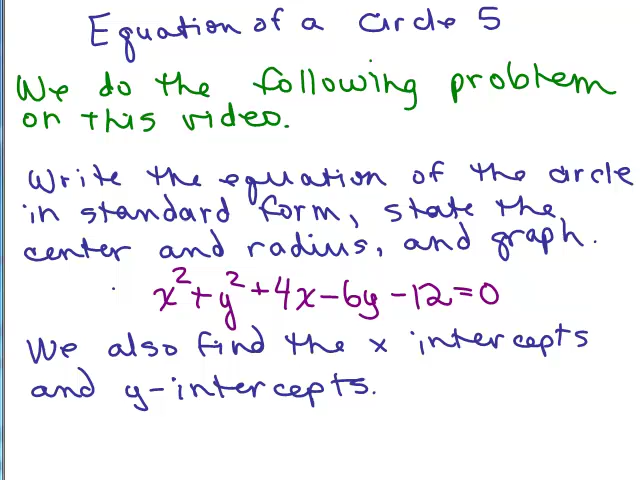 Equation of a circle 5
We do the following problem
on this video.
Write the equation of the circle
in standard form, state the
center and radius, and graph.
x² + y² + 4x - 6y - 12 = 0
We also find the x intercepts
and y-intercepts.